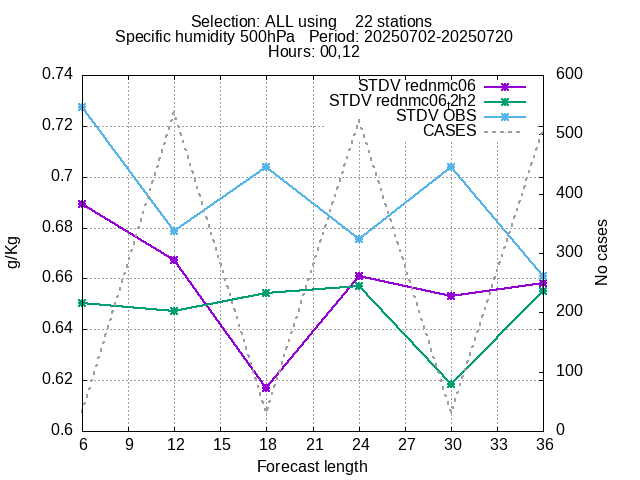 Selection: ALL using    22 stations
Specific humidity 500hPa   Period: 20250702-20250720
Hours: 00,12
0.74
0.72
0.7
0.68
0.66
0.64
0.62
0.6
g/Kg
STDV rednmc06
STDV rednmc06,2h2
STDV OBS
CASES
600
500
400
300
200
100
0
No cases
6 9 12 15 18 21 24 27 30 33 36
Forecast length